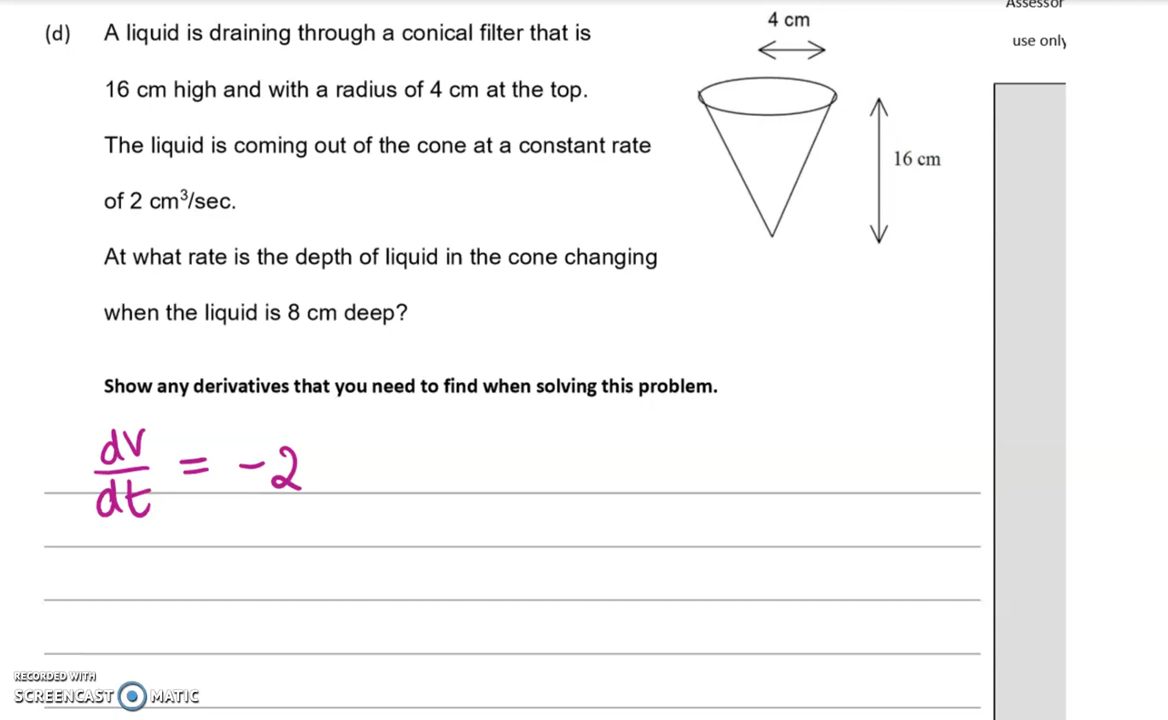 Assessor
use only
(d) A liquid is draining through a conical filter that is
16 cm high and with a radius of 4 cm at the top.
The liquid is coming out of the cone at a constant rate
of 2 cm³/sec.
At what rate is the depth of liquid in the cone changing
when the liquid is 8 cm deep?
4 cm
16 cm
Show any derivatives that you need to find when solving this problem.
dv/dt = -2
RECORDED WITH
SCREENCAST MATIC